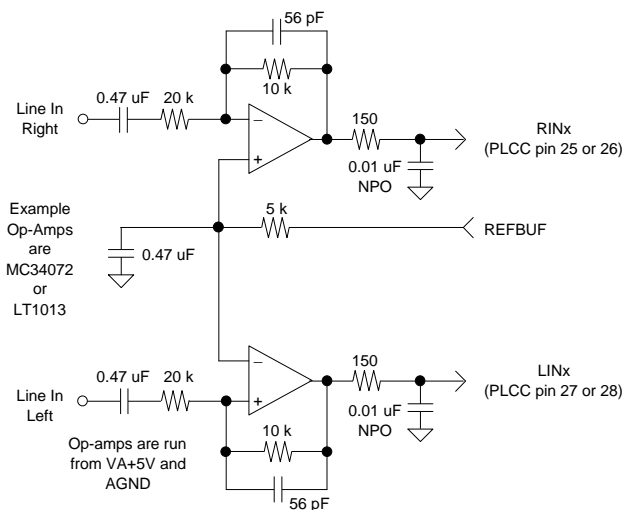 56 pF
10 k
0.47 uF
20 k
Line In
Right
−
+
150
0.01 uF
NPO
RINx
(PLCC pin 25 or 26)
Example
Op-Amps
are
MC34072
or
LT1013
0.47 uF
5 k
REFBUF
0.47 uF
20 k
Line In
Left
−
+
150
0.01 uF
NPO
LINx
(PLCC pin 27 or 28)
10 k
56 pF
Op-amps are run
from VA+5V and
AGND